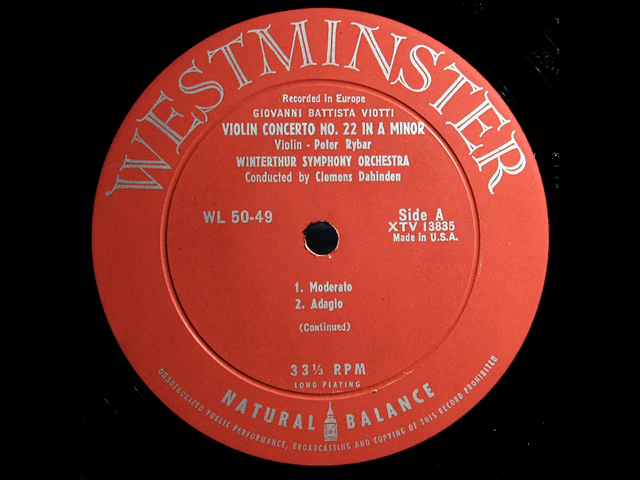 WESTMINSTER
Recorded in Europe
GIOVANNI BATTISTA VIOTTI
VIOLIN CONCERTO NO. 22 IN A MINOR
Violin - Peter Rybar
WINTERTHUR SYMPHONY ORCHESTRA
Conducted by Clemens Dahinden
WL 50-49
Side A
XTV 13835
Made in U.S.A.
1. Moderato
2. Adagio
(Continued)
33⅓ RPM
LONG PLAYING
NATURAL BALANCE
UNAUTHORIZED PUBLIC PERFORMANCE, BROADCASTING AND COPYING OF THIS RECORD PROHIBITED